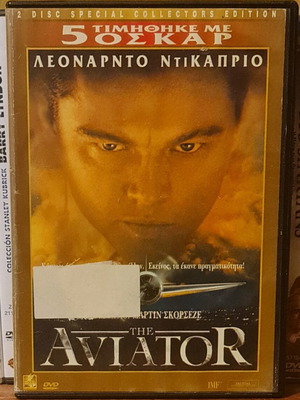 2 DISC SPECIAL COLLECTORS EDITION
5 ΤΙΜΗΘΗΚΕ ΜΕ
ΟΣΚΑΡ
ΛΕΟΝΑΡΝΤΟ ΝΤιΚΑΠΡΙΟ
Εκείνος, τα έκανε πραγματικότητα!
ΜΑΡΤΙΝ ΣΚΟΡΣΕΖΕ
THE
AVIATOR
DVD
IMF
COLECCIÓN STANLEY KUBRICK
BARRY LYNDON